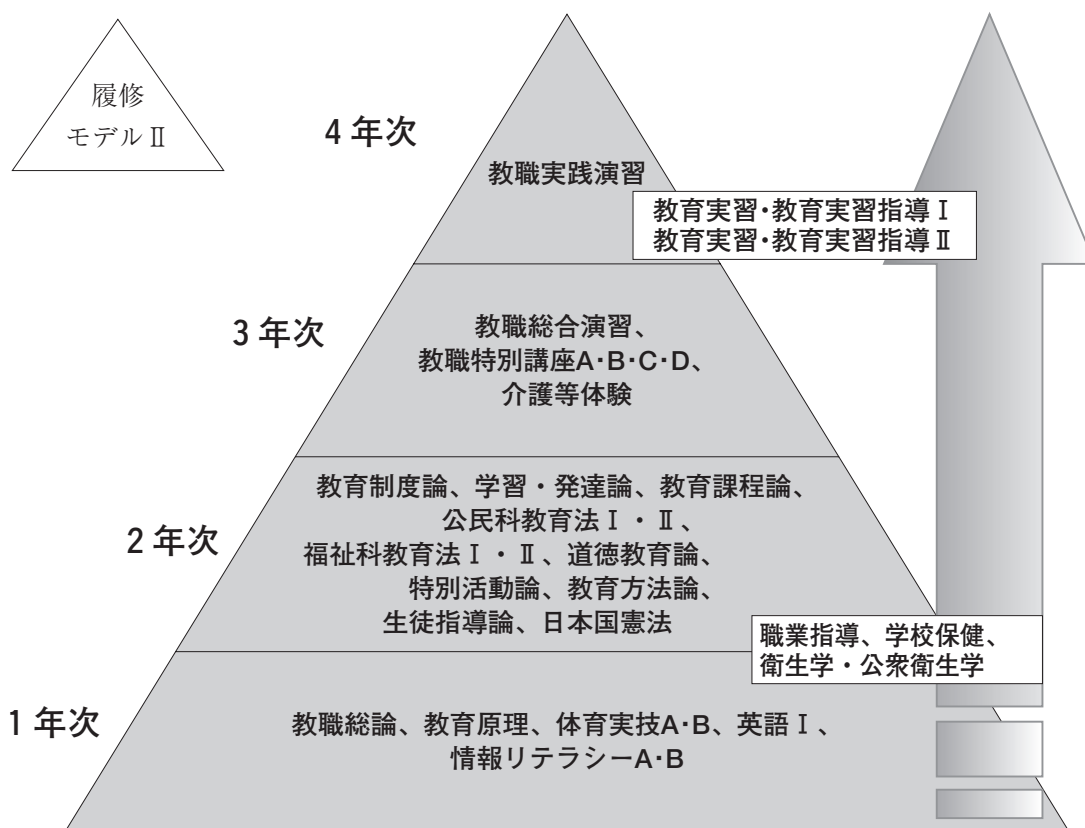 履修
モデルⅡ
4年次
教職実践演習
教育実習・教育実習指導Ⅰ
教育実習・教育実習指導Ⅱ
3年次
教職総合演習、
教職特別講座A・B・C・D、
介護等体験
2年次
教育制度論、学習・発達論、教育課程論、
公民科教育法Ⅰ・Ⅱ、
福祉科教育法Ⅰ・Ⅱ、道徳教育論、
特別活動論、教育方法論、
生徒指導論、日本国憲法
職業指導、学校保健、
衛生学・公衆衛生学
1年次
教職総論、教育原理、体育実技A・B、英語Ⅰ、
情報リテラシーA・B